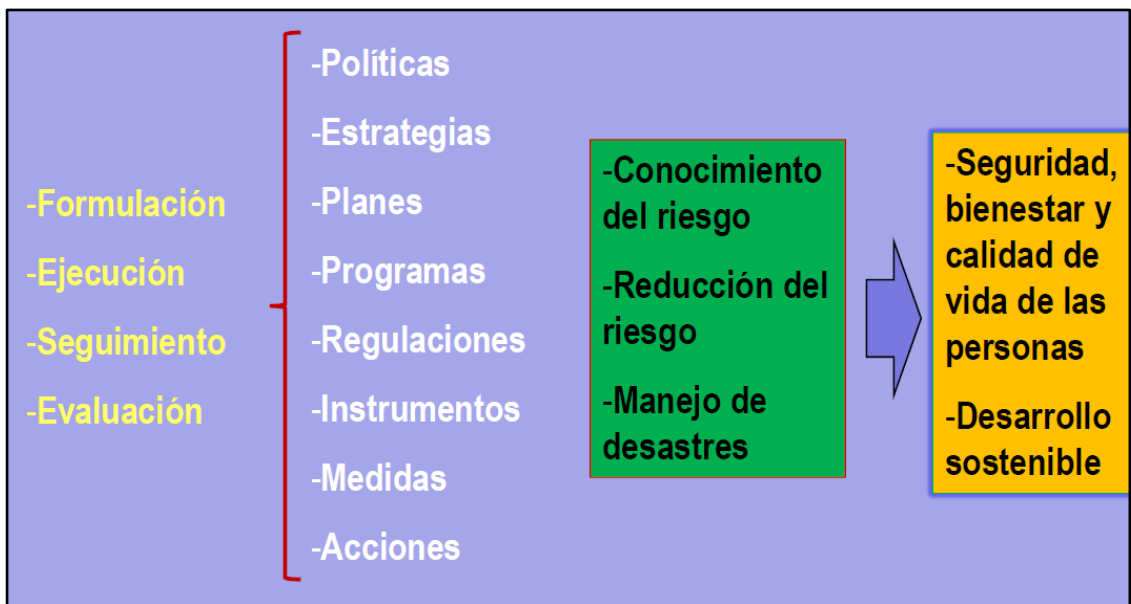 -Formulación
-Ejecución
-Seguimiento
-Evaluación
-Políticas
-Estrategias
-Planes
-Programas
-Regulaciones
-Instrumentos
-Medidas
-Acciones
-Conocimiento
del riesgo
-Reducción del
riesgo
-Manejo de
desastres
-Seguridad,
bienestar y
calidad de
vida de las
personas
-Desarrollo
sostenible